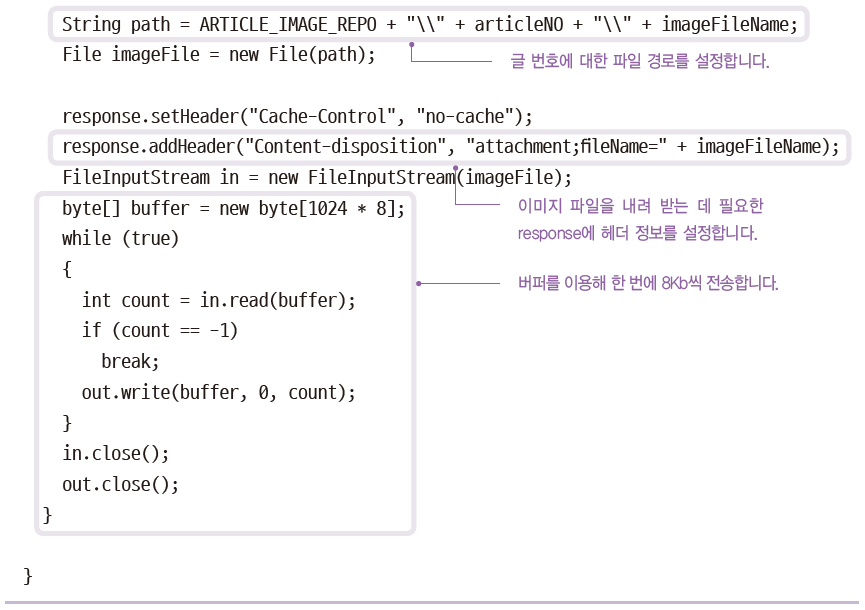 String path = ARTICLE_IMAGE_REPO + "\\" + articleNO + "\\" + imageFileName;
File imageFile = new File(path);
글 번호에 대한 파일 경로를 설정합니다.
response.setHeader("Cache-Control", "no-cache");
response.addHeader("Content-disposition", "attachment;fileName=" + imageFileName);
FileInputStream in = new FileInputStream(imageFile);
이미지 파일을 내려 받는 데 필요한
response에 헤더 정보를 설정합니다.
byte[] buffer = new byte[1024 * 8];
while (true)
{
버퍼를 이용해 한 번에 8Kb씩 전송합니다.
int count = in.read(buffer);
if (count == -1)
break;
out.write(buffer, 0, count);
}
in.close();
out.close();
}
}